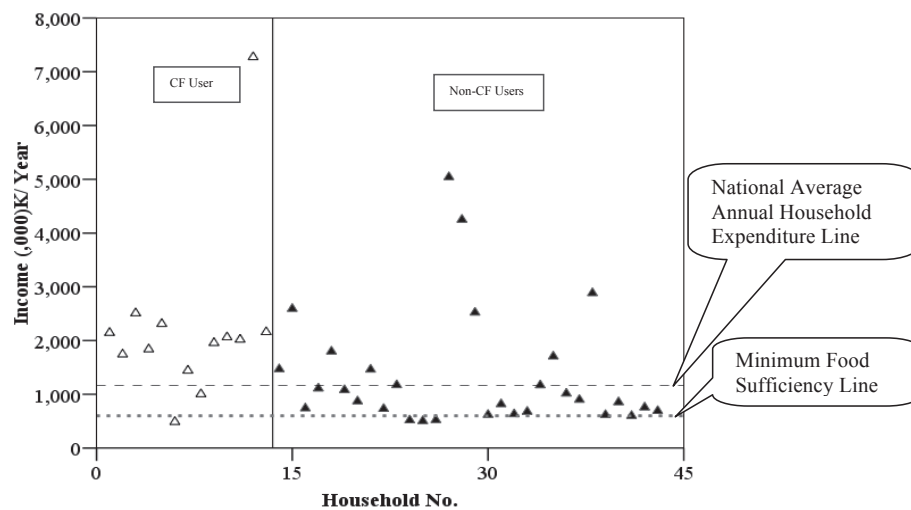 8,000
7,000
6,000
5,000
4,000
3,000
2,000
1,000
0
Income (,000)K/ Year
CF User
Non-CF Users
National Average
Annual Household
Expenditure Line
Minimum Food
Sufficiency Line
0 15 30 45
Household No.